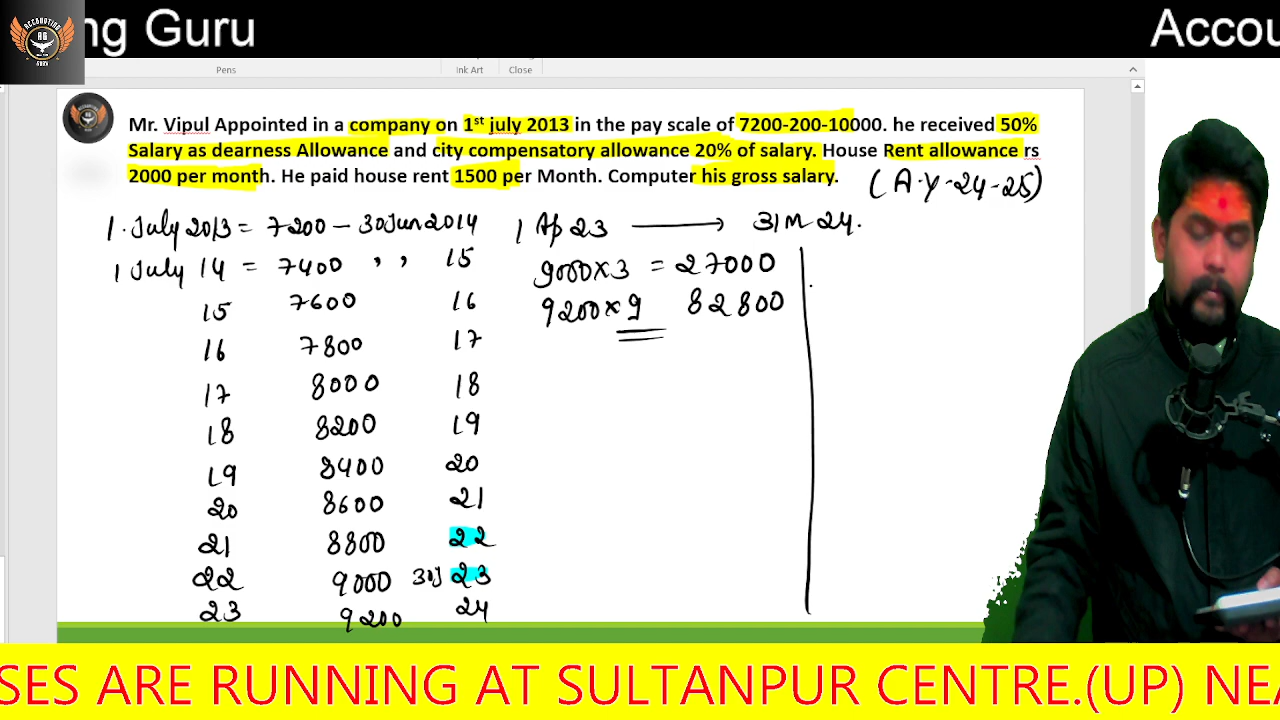 ng Guru
Accou
ACCOUNTING
AG
GURU
Pens
Ink Art
Close
Mr. Vipul Appointed in a company on 1st july 2013 in the pay scale of 7200-200-10000. he received 50%
Salary as dearness Allowance and city compensatory allowance 20% of salary. House Rent allowance rs
2000 per month. He paid house rent 1500 per Month. Computer his gross salary.
(A.Y-24-25)
1. July 2013 = 7200 - 30Jun 2014
1 July 14 = 7400 " 15
15 7600 16
16 7800 17
17 8000 18
18 8200 19
19 8400 20
20 8600 21
21 8800 22
22 9000 30J 23
23 9200 24
1 Ap 23 → 31 M 24.
9000×3 = 27000
9200×9 82800
SES ARE RUNNING AT SULTANPUR CENTRE.(UP) NEA